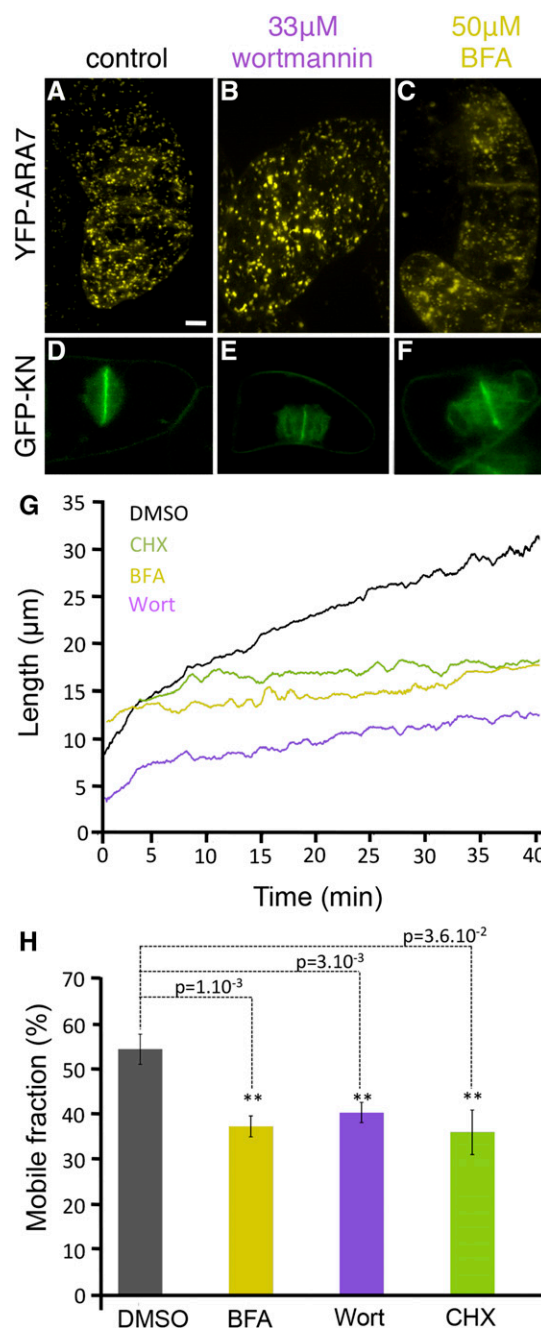 control
33μM
wortmannin
50μM
BFA
YFP-ARA7
A
B
C
GFP-KN
D
E
F
G
DMSO
CHX
BFA
Wort
Length (μm)
35
30
25
20
15
10
5
0
0 5 10 15 20 25 30 35 40
Time (min)
H
p=3.6.10-2
p=3.10-3
p=1.10-3
Mobile fraction (%)
70
60
50
40
30
20
10
0
** ** **
DMSO BFA Wort CHX